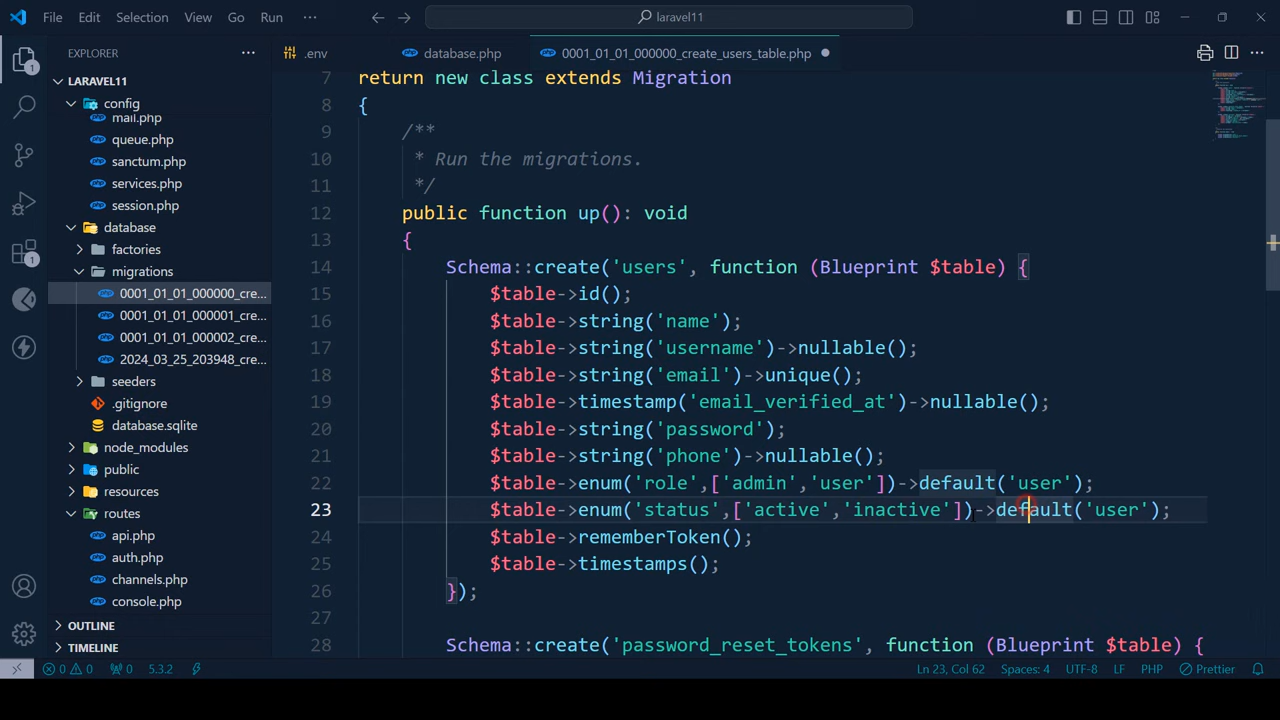 File Edit Selection View Go Run ··· laravel11
EXPLORER ···
.env database.php 0001_01_01_000000_create_users_table.php
LARAVEL11
config
mail.php
queue.php
sanctum.php
services.php
session.php
database
factories
migrations
0001_01_01_000000_cre...
0001_01_01_000001_cre...
0001_01_01_000002_cre...
2024_03_25_203948_cre...
seeders
.gitignore
database.sqlite
node_modules
public
resources
routes
api.php
auth.php
channels.php
console.php
OUTLINE
TIMELINE
1
1
7 return new class extends Migration
8 {
9 /**
10 * Run the migrations.
11 */
12 public function up(): void
13 {
14 Schema::create('users', function (Blueprint $table) {
15 $table->id();
16 $table->string('name');
17 $table->string('username')->nullable();
18 $table->string('email')->unique();
19 $table->timestamp('email_verified_at')->nullable();
20 $table->string('password');
21 $table->string('phone')->nullable();
22 $table->enum('role',['admin','user'])->default('user');
23 $table->enum('status',['active','inactive'])->default('user');
24 $table->rememberToken();
25 $table->timestamps();
26 });
27
28 Schema::create('password_reset_tokens', function (Blueprint $table) {
0 0 0 5.3.2 Ln 23, Col 62 Spaces: 4 UTF-8 LF PHP Prettier